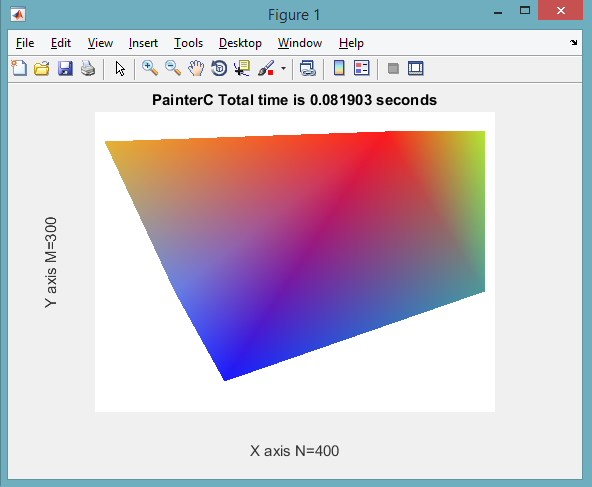 Figure 1
File Edit View Insert Tools Desktop Window Help
PainterC Total time is 0.081903 seconds
Y axis M=300
X axis N=400